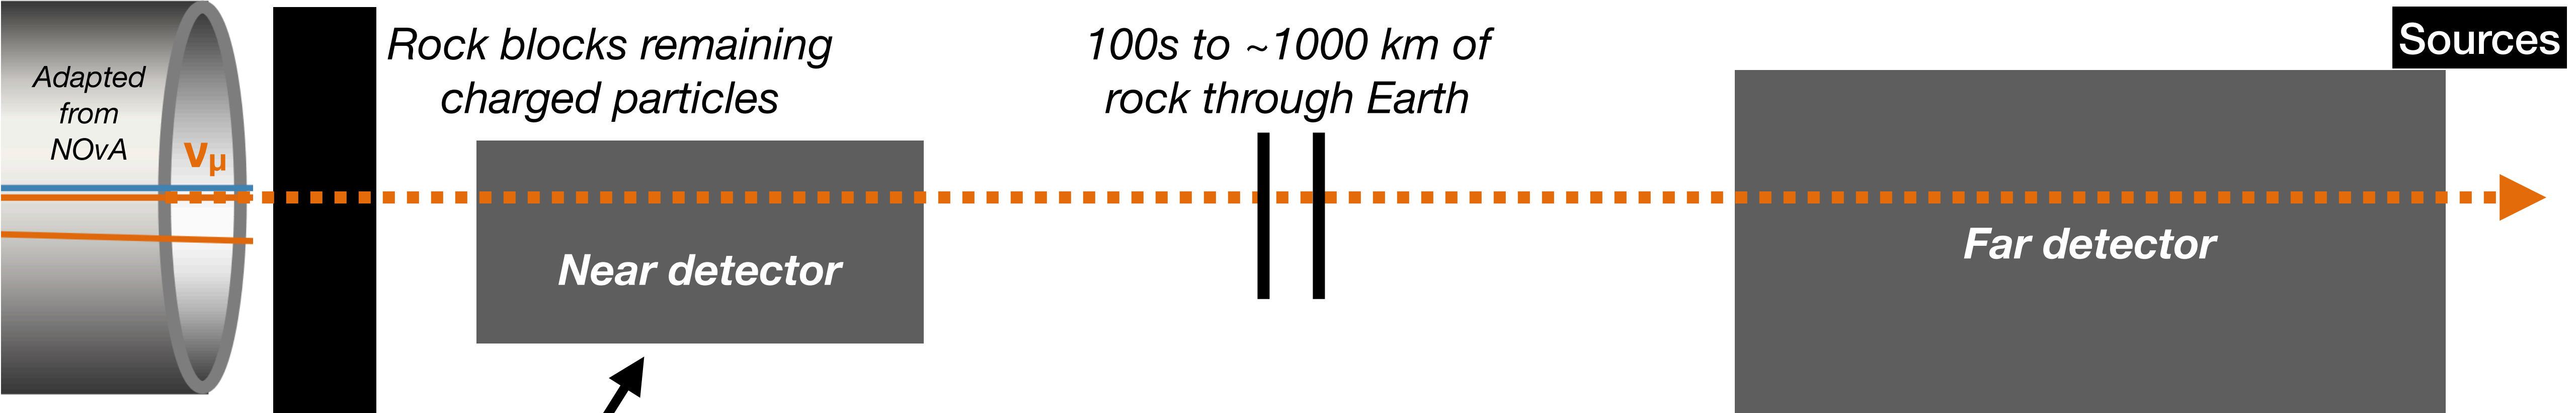 Adapted
from
NOvA
νμ
Rock blocks remaining
charged particles
Near detector
100s to ~1000 km of
rock through Earth
Far detector
Sources